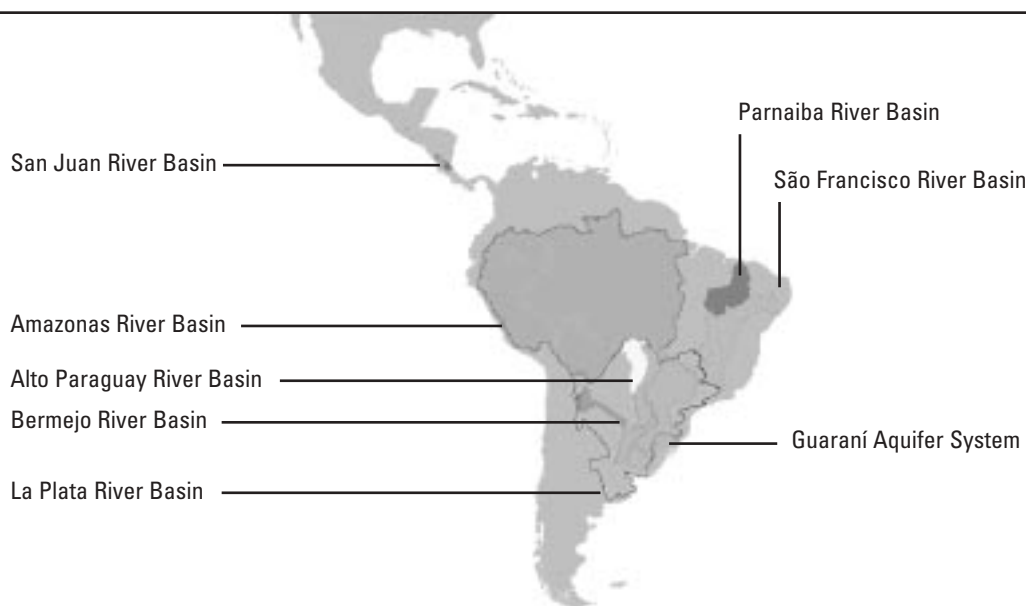 Parnaiba River Basin
San Juan River Basin
São Francisco River Basin
Amazonas River Basin
Alto Paraguay River Basin
Bermejo River Basin
Guaraní Aquifer System
La Plata River Basin